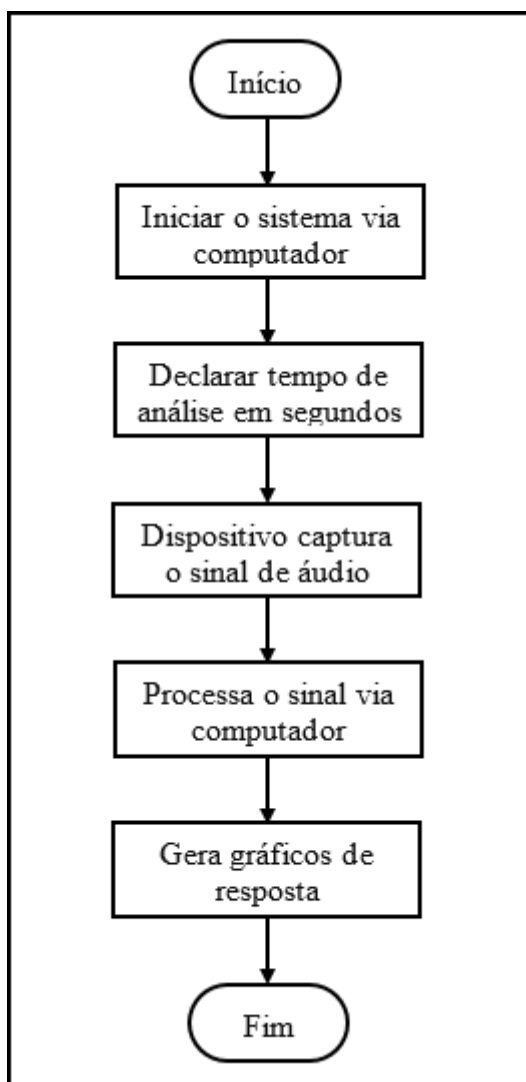 Início
Iniciar o sistema via
computador
Declarar tempo de
análise em segundos
Dispositivo captura
o sinal de áudio
Processa o sinal via
computador
Gera gráficos de
resposta
Fim